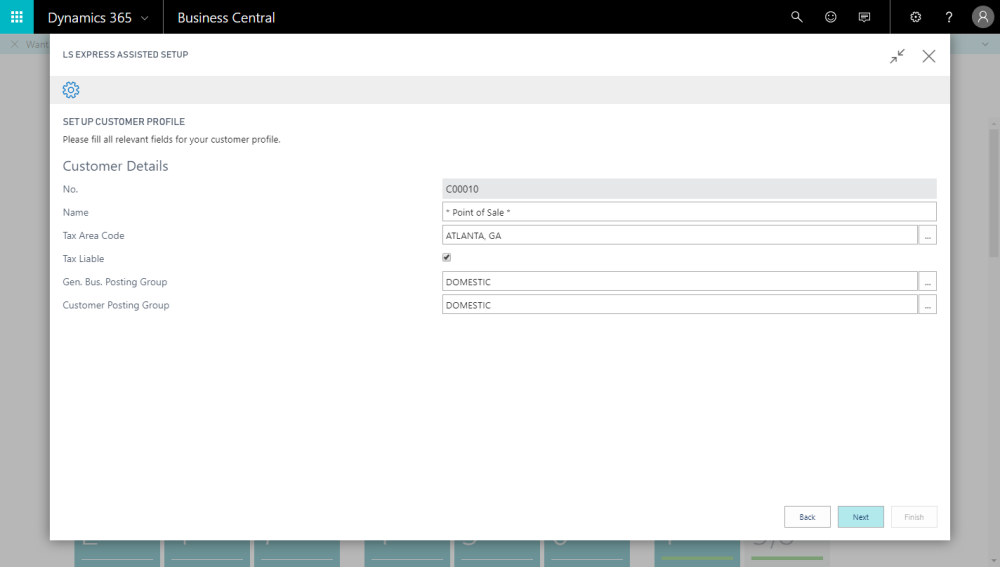 Dynamics 365 Business Central
Want
LS EXPRESS ASSISTED SETUP
SET UP CUSTOMER PROFILE
Please fill all relevant fields for your customer profile.
Customer Details
No. C00010
Name * Point of Sale *
Tax Area Code ATLANTA, GA ...
Tax Liable
Gen. Bus. Posting Group DOMESTIC ...
Customer Posting Group DOMESTIC ...
Back Next Finish